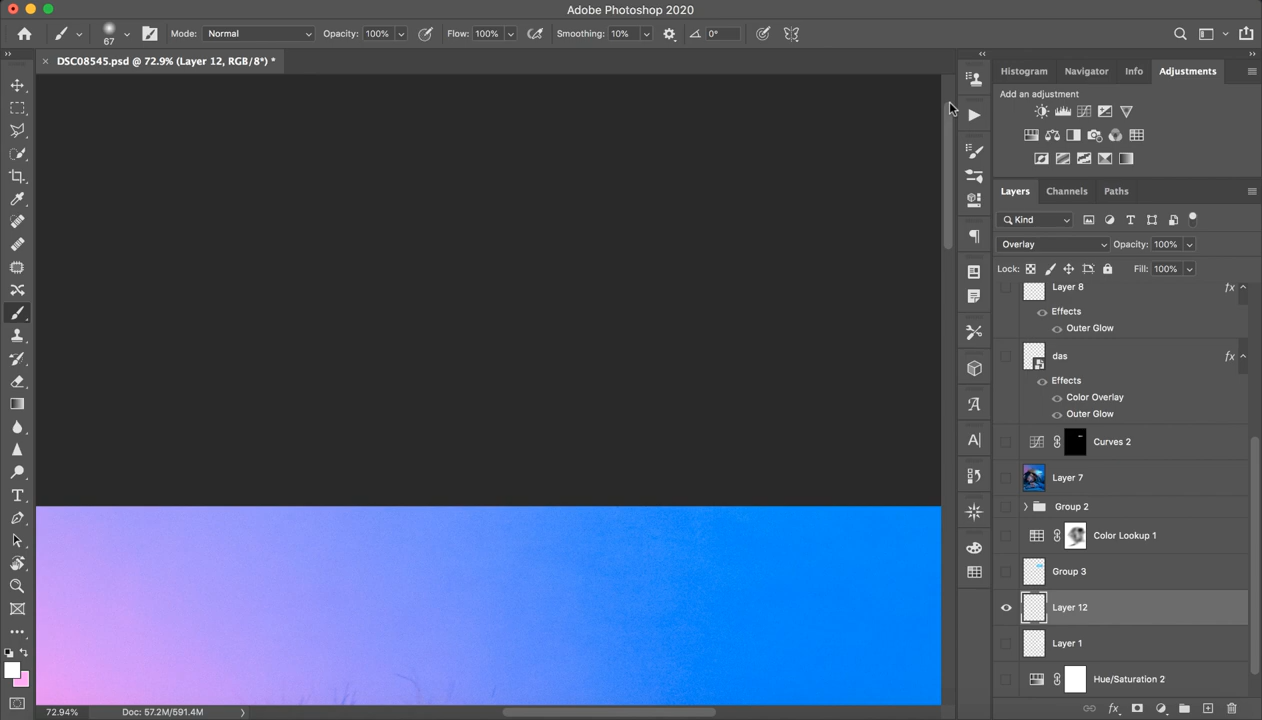 Adobe Photoshop 2020
67
Mode: Normal
Opacity: 100%
Flow: 100%
Smoothing: 10%
0°
DSC08545.psd @ 72.9% (Layer 12, RGB/8*) *
Histogram
Navigator
Info
Adjustments
Add an adjustment
Layers
Channels
Paths
Kind
Overlay
Opacity: 100%
Lock:
Fill: 100%
Layer 8
fx
Effects
Outer Glow
das
fx
Effects
Color Overlay
Outer Glow
Curves 2
Layer 7
Group 2
Color Lookup 1
Group 3
Layer 12
Layer 1
Hue/Saturation 2
fx
72.94%
Doc: 57.2M/591.4M